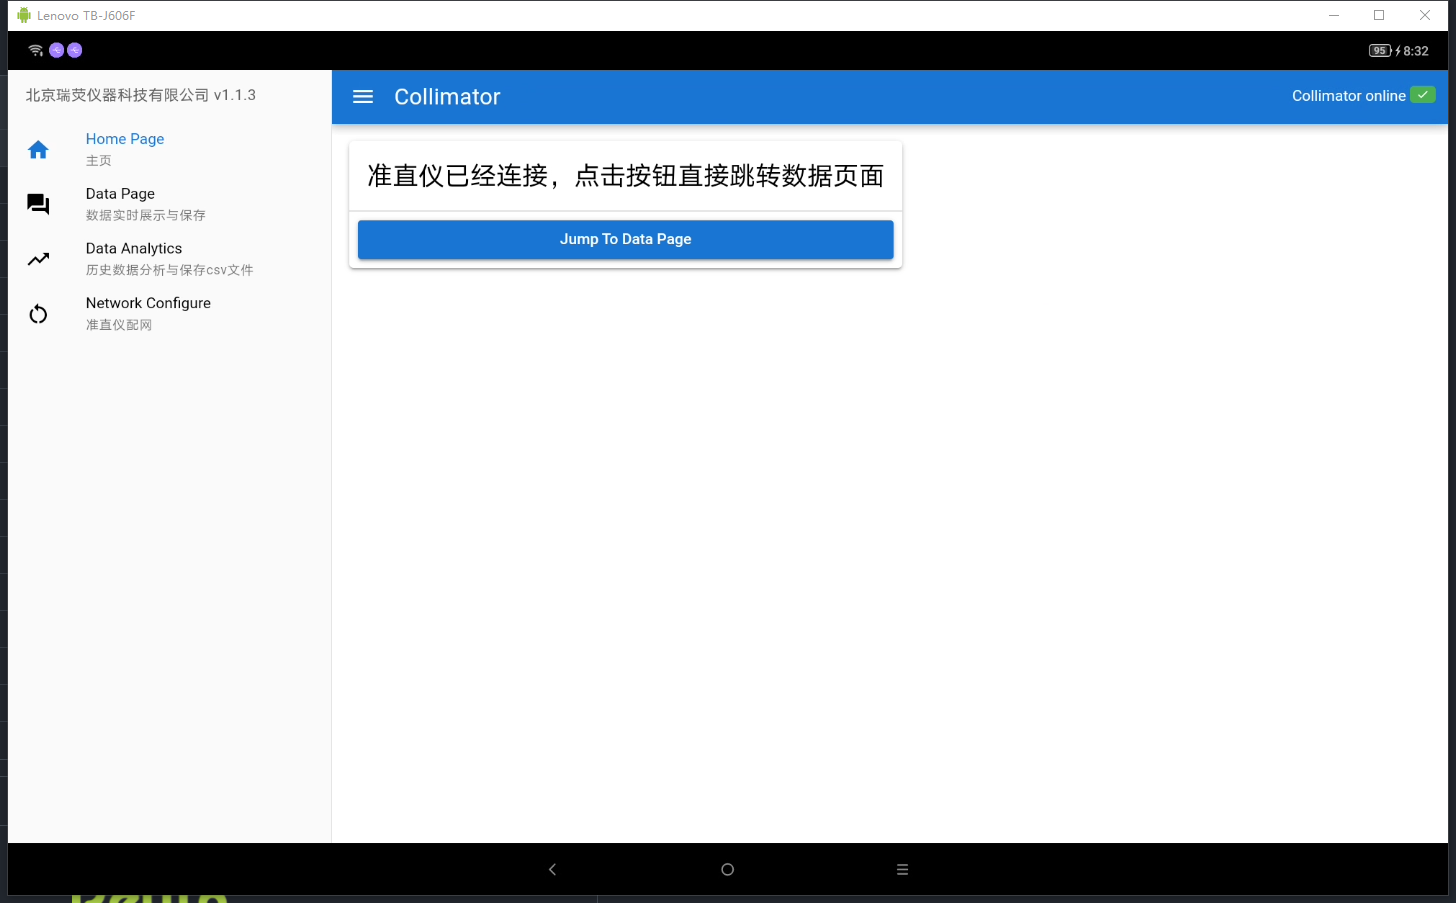 Lenovo TB-J606F
95 8:32
北京瑞荧仪器科技有限公司 v1.1.3
Collimator
Collimator online
Home Page
主页
Data Page
数据实时展示与保存
Data Analytics
历史数据分析与保存csv文件
Network Configure
准直仪配网
准直仪已经连接，点击按钮直接跳转数据页面
Jump To Data Page